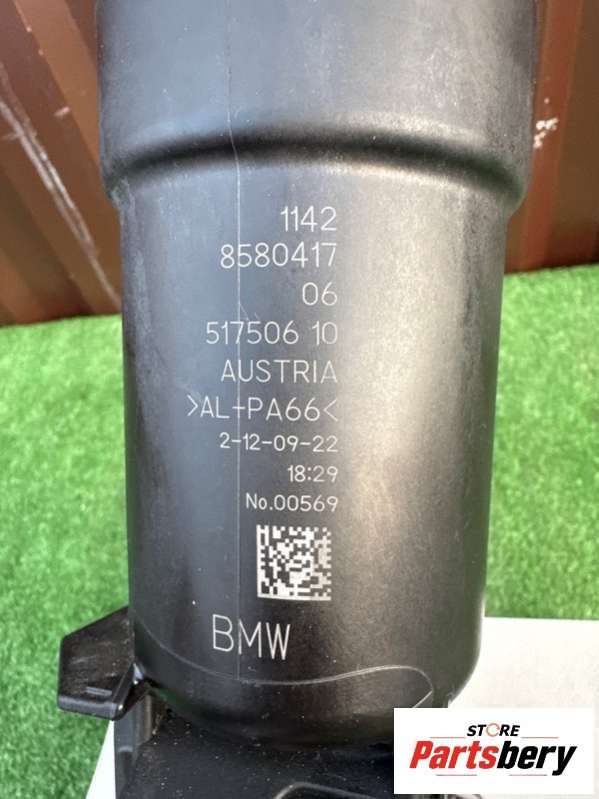 1142
8580417
06
517506 10
AUSTRIA
>AL-PA66<
2-12-09-22
18:29
No.00569
BMW
STORE
Partsbery